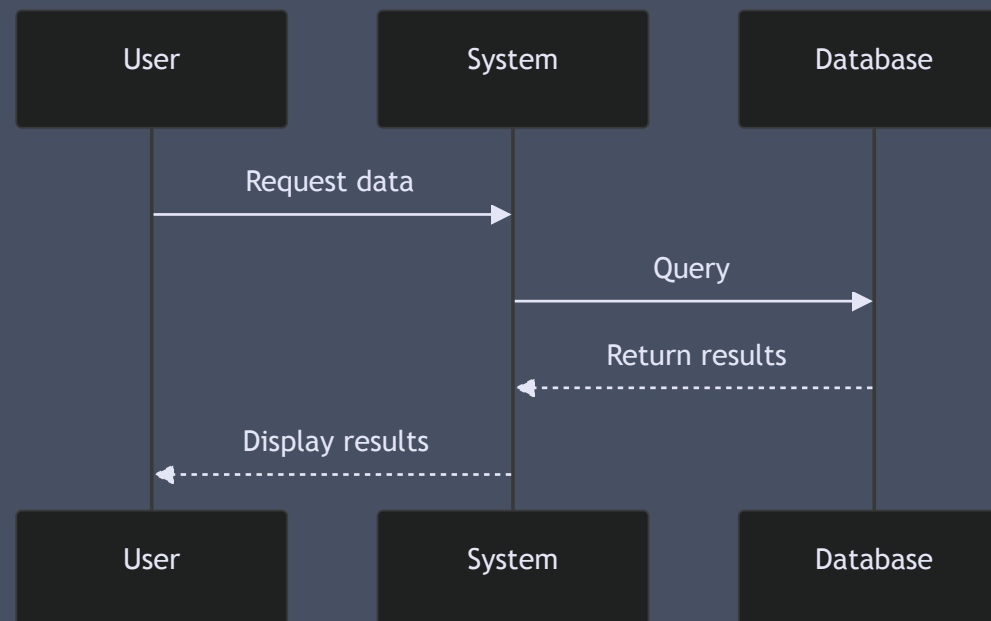 User System Database
Request data
Query
Return results
Display results
User System Database